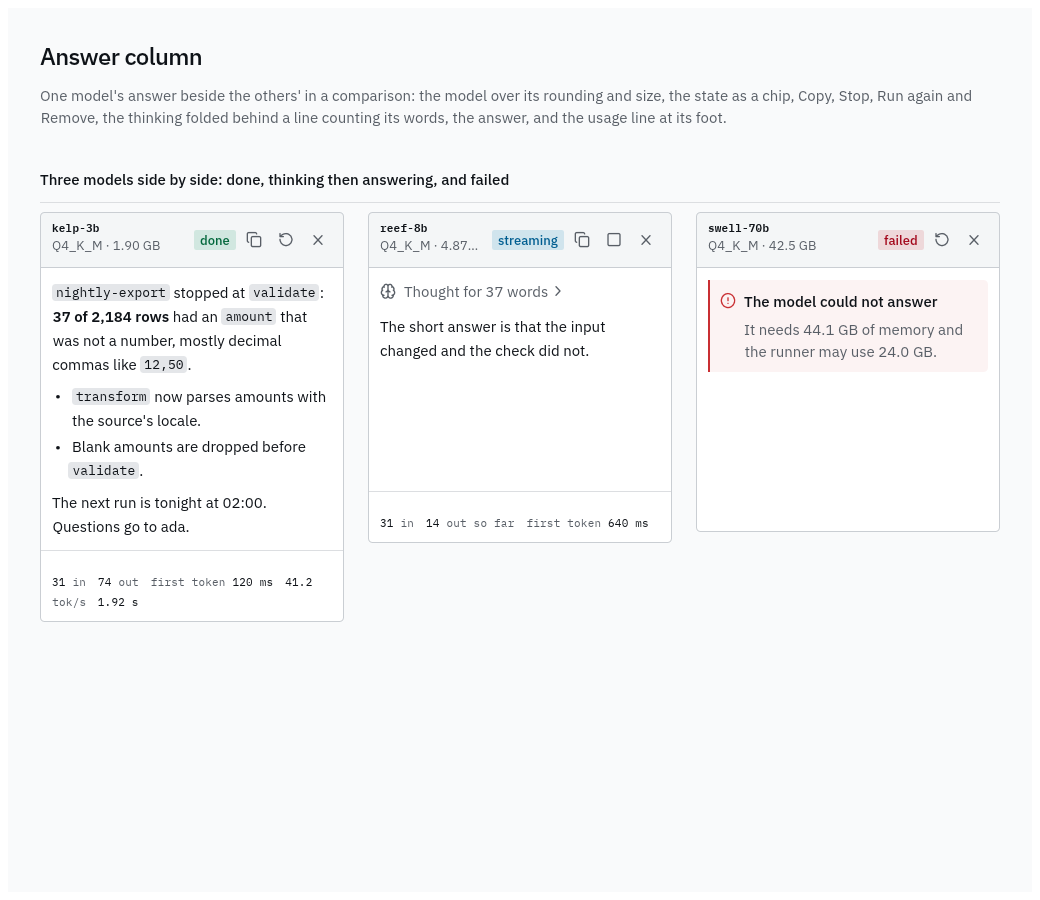 Answer column
One model's answer beside the others' in a comparison: the model over its rounding and size, the state as a chip, Copy, Stop, Run again and
Remove, the thinking folded behind a line counting its words, the answer, and the usage line at its foot.
Three models side by side: done, thinking then answering, and failed
kelp-3b
Q4_K_M · 1.90 GB
done
nightly-export stopped at validate:
37 of 2,184 rows had an amount that
was not a number, mostly decimal
commas like 12,50.
• transform now parses amounts with
the source's locale.
• Blank amounts are dropped before
validate.
The next run is tonight at 02:00.
Questions go to ada.
31 in 74 out first token 120 ms 41.2
tok/s 1.92 s
reef-8b
Q4_K_M · 4.87...
streaming
Thought for 37 words
The short answer is that the input
changed and the check did not.
31 in 14 out so far first token 640 ms
swell-70b
Q4_K_M · 42.5 GB
failed
The model could not answer
It needs 44.1 GB of memory and
the runner may use 24.0 GB.